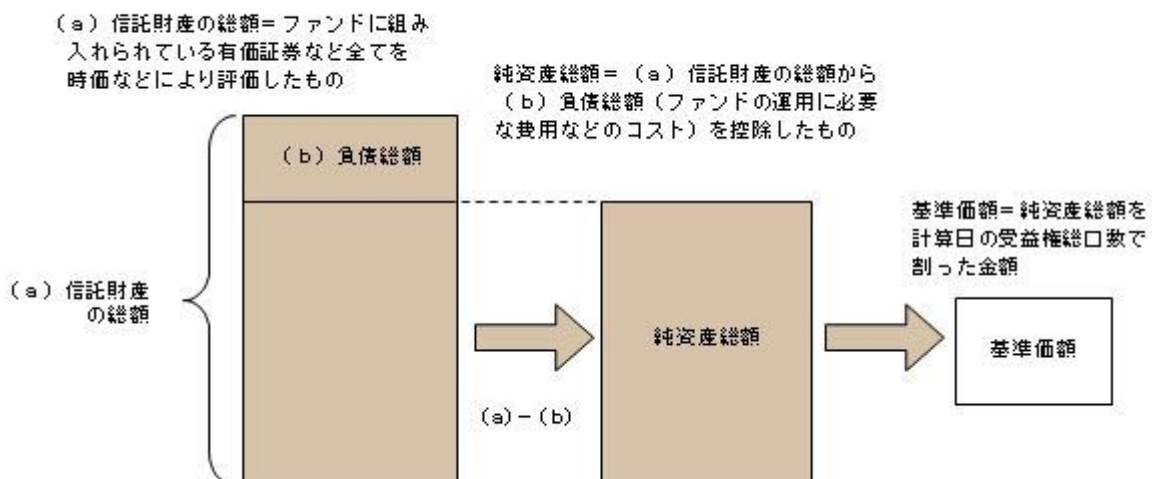 (a)信託財産の総額=ファンドに組み
入れられている有価証券など全てを
時価などにより評価したもの
純資産総額=(a)信託財産の総額から
(b)負債総額(ファンドの運用に必要
な費用などのコスト)を控除したもの
(b)負債総額
基準価額=純資産総額を
計算日の受益権総口数で
割った金額
(a)信託財産
の総額
純資産総額
基準価額
(a)-(b)